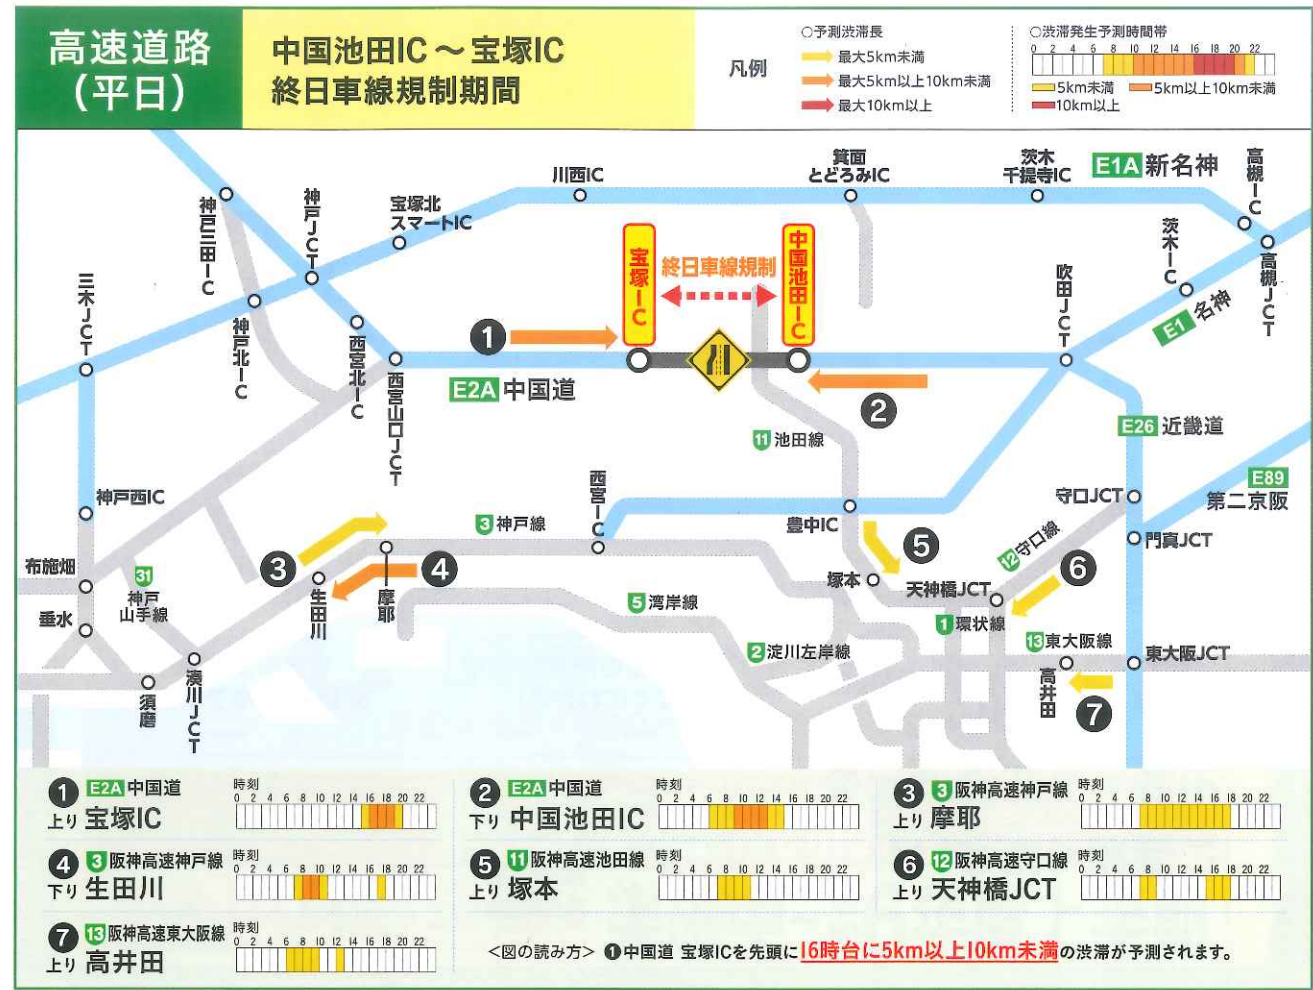 高速道路
(平日)
中国池田IC～宝塚IC
終日車線規制期間
凡例
○予測渋滞長
最大5km未満
最大5km以上10km未満
最大10km以上
○渋滞発生予測時間帯
0 2 4 6 8 10 12 14 16 18 20 22
5km未満 5km以上10km未満
10km以上
神戸三田IC
神戸JCT
宝塚北
スマートIC
川西IC
箕面
とどろみIC
茨木
千提寺IC
E1A 新名神
高槻IC
高槻JCT
茨木IC
E1 名神
吹田JCT
三木JCT
神戸北IC
西宮北IC
西宮山口JCT
宝塚IC
終日車線規制
中国池田IC
1
E2A 中国道
2
11 池田線
E26 近畿道
E89
第二京阪
神戸西IC
西宮IC
3 神戸線
豊中IC
守口JCT
門真JCT
12 守口線
3
4
5
6
布施畑
垂水
31
神戸
山手線
生田川
摩耶
塚本
天神橋JCT
5 湾岸線
1 環状線
2 淀川左岸線
13 東大阪線
東大阪JCT
高井田
7
須磨
湊川JCT
1 E2A 中国道
上り 宝塚IC
時刻
0 2 4 6 8 10 12 14 16 18 20 22
2 E2A 中国道
下り 中国池田IC
時刻
0 2 4 6 8 10 12 14 16 18 20 22
3 3 阪神高速神戸線
上り 摩耶
時刻
0 2 4 6 8 10 12 14 16 18 20 22
4 3 阪神高速神戸線
下り 生田川
時刻
0 2 4 6 8 10 12 14 16 18 20 22
5 11 阪神高速池田線
上り 塚本
時刻
0 2 4 6 8 10 12 14 16 18 20 22
6 12 阪神高速守口線
上り 天神橋JCT
時刻
0 2 4 6 8 10 12 14 16 18 20 22
7 13 阪神高速東大阪線
上り 高井田
時刻
0 2 4 6 8 10 12 14 16 18 20 22
<図の読み方> ❶中国道 宝塚ICを先頭に16時台に5km以上10km未満の渋滞が予測されます。